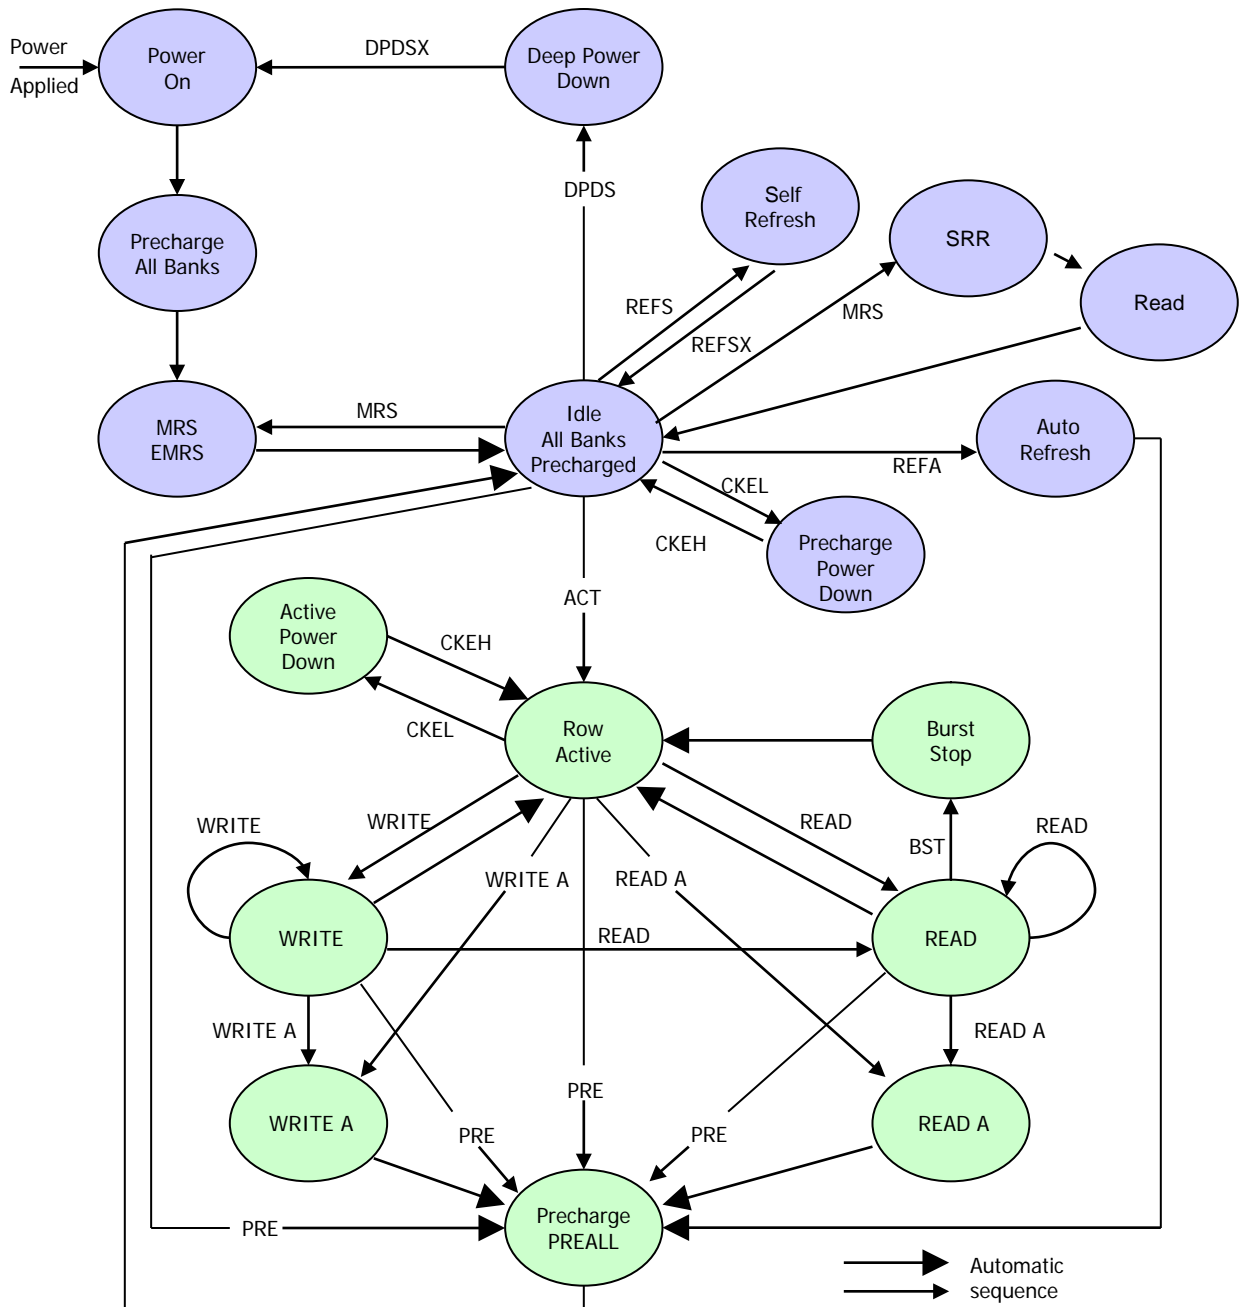 Power
Applied
Power
On
DPDSX
Deep Power
Down
DPDS
Self
Refresh
SRR
Read
Precharge
All Banks
REFS
REFSX
MRS
MRS
EMRS
MRS
Idle
All Banks
Precharged
Auto
Refresh
REFA
CKEL
CKEH
Precharge
Power
Down
ACT
Active
Power
Down
CKEH
CKEL
Row
Active
Burst
Stop
WRITE
WRITE
READ
BST
READ
WRITE A
READ A
WRITE
READ
READ
WRITE A
READ A
WRITE A
PRE
PRE
PRE
READ A
PRE
Precharge
PREALL
Automatic
sequence